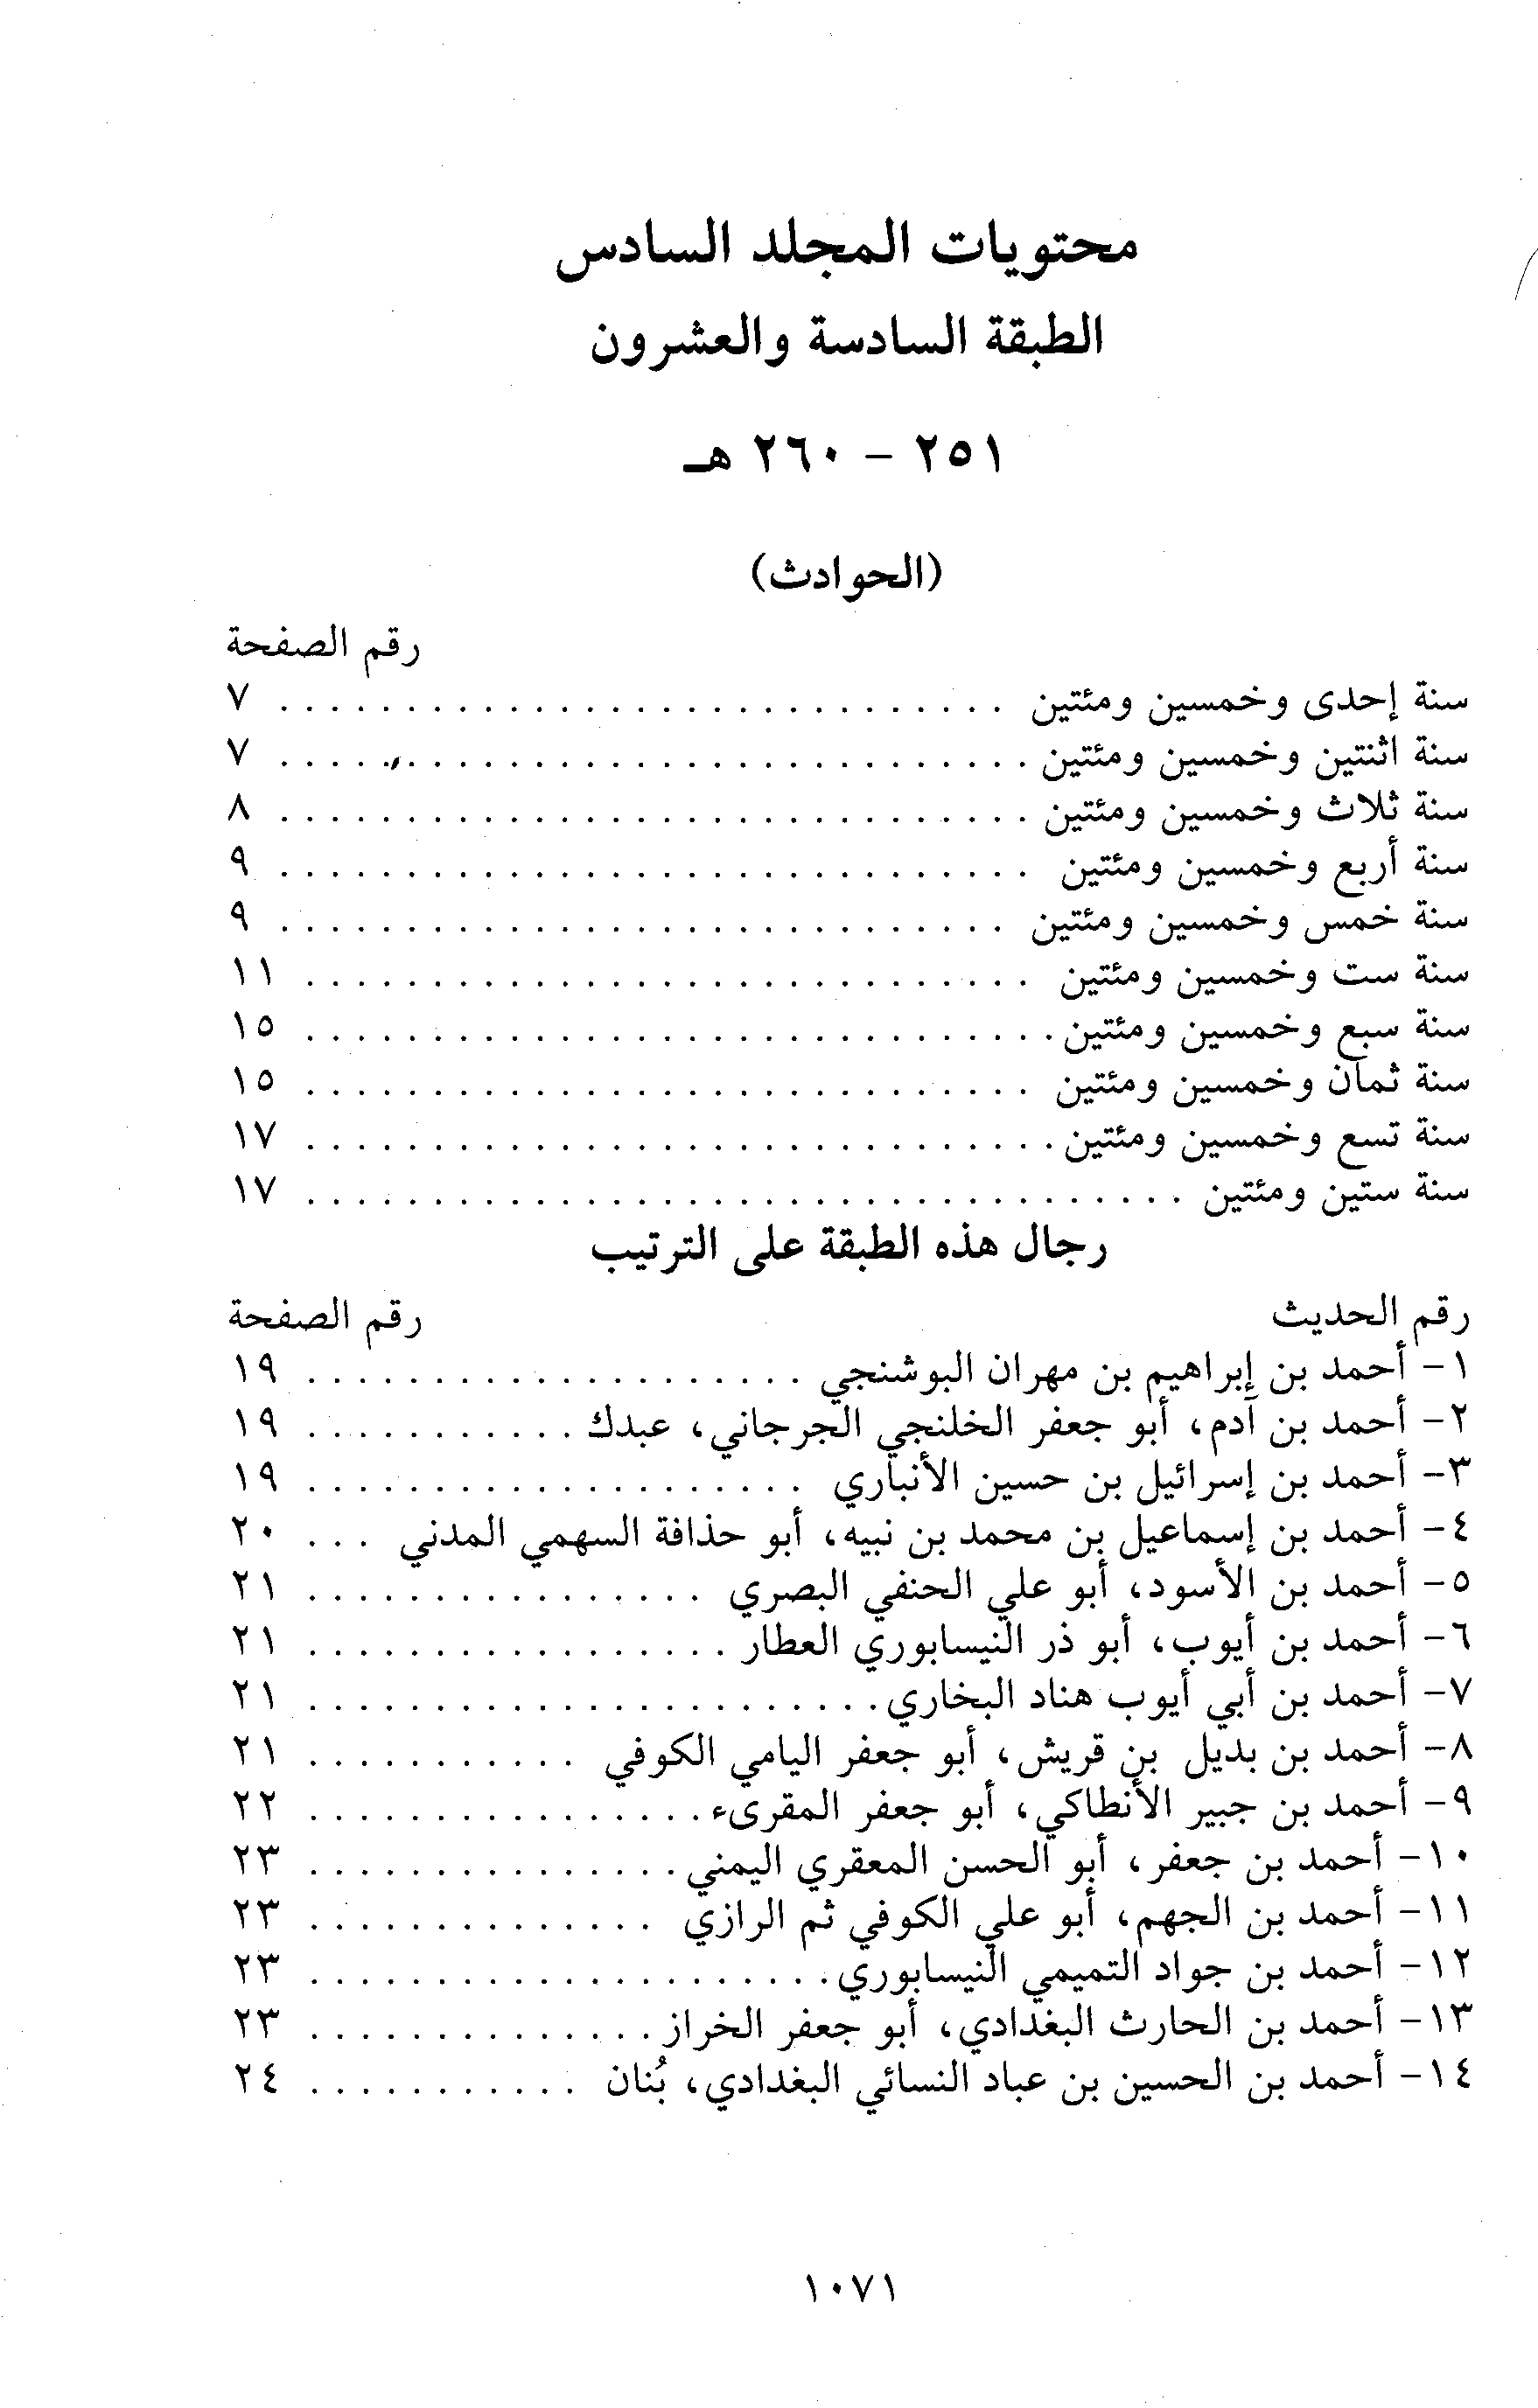 محتويات المجلد السادس
الطبقة السادسة والعشرون
٢٥١ - ٢٦٠ هـ
(الحوادث)
رقم الصفحة
سنة إحدى وخمسين ومئتين . . . . . . . . . . . . . . . . . . . . . . . . . . . . . ٧
سنة اثنتين وخمسين ومئتين . . . . . . . . . . . . . . . . . . . . . . . . . . . . . . ٧
سنة ثلاث وخمسين ومئتين . . . . . . . . . . . . . . . . . . . . . . . . . . . . . . ٨
سنة أربع وخمسين ومئتين . . . . . . . . . . . . . . . . . . . . . . . . . . . . . . ٩
سنة خمس وخمسين ومئتين . . . . . . . . . . . . . . . . . . . . . . . . . . . . . ٩
سنة ست وخمسين ومئتين . . . . . . . . . . . . . . . . . . . . . . . . . . . . . ١١
سنة سبع وخمسين ومئتين . . . . . . . . . . . . . . . . . . . . . . . . . . . . . . ١٥
سنة ثمان وخمسين ومئتين . . . . . . . . . . . . . . . . . . . . . . . . . . . . . ١٥
سنة تسع وخمسين ومئتين . . . . . . . . . . . . . . . . . . . . . . . . . . . . . . ١٧
سنة ستين ومئتين . . . . . . . . . . . . . . . . . . . . . . . . . . . . . . . . . . . ١٧
رجال هذه الطبقة على الترتيب
رقم الحديث رقم الصفحة
١- أحمد بن إبراهيم بن مهران البوشنجي . . . . . . . . . . . . . . . . . . . . ١٩
٢- أحمد بن آدم، أبو جعفر الخلنجي الجرجاني، عبدك . . . . . . . . . . . ١٩
٣- أحمد بن إسرائيل بن حسين الأنباري . . . . . . . . . . . . . . . . . . . . ١٩
٤- أحمد بن إسماعيل بن محمد بن نبيه، أبو حذافة السهمي المدني . . . ٢٠
٥- أحمد بن الأسود، أبو علي الحنفي البصري . . . . . . . . . . . . . . . . ٢١
٦- أحمد بن أيوب، أبو ذر النيسابوري العطار . . . . . . . . . . . . . . . . . ٢١
٧- أحمد بن أبي أيوب هناد البخاري . . . . . . . . . . . . . . . . . . . . . . . ٢١
٨- أحمد بن بديل بن قريش، أبو جعفر اليامي الكوفي . . . . . . . . . . . ٢١
٩- أحمد بن جبير الأنطاكي، أبو جعفر المقرىء . . . . . . . . . . . . . . . . ٢٢
١٠- أحمد بن جعفر، أبو الحسن المعقري اليمني . . . . . . . . . . . . . . . ٢٣
١١- أحمد بن الجهم، أبو علي الكوفي ثم الرازي . . . . . . . . . . . . . . ٢٣
١٢- أحمد بن جواد التميمي النيسابوري . . . . . . . . . . . . . . . . . . . . . ٢٣
١٣- أحمد بن الحارث البغدادي، أبو جعفر الخراز . . . . . . . . . . . . . . ٢٣
١٤- أحمد بن الحسين بن عباد النسائي البغدادي، بُنان . . . . . . . . . . . ٢٤
١٠٧١